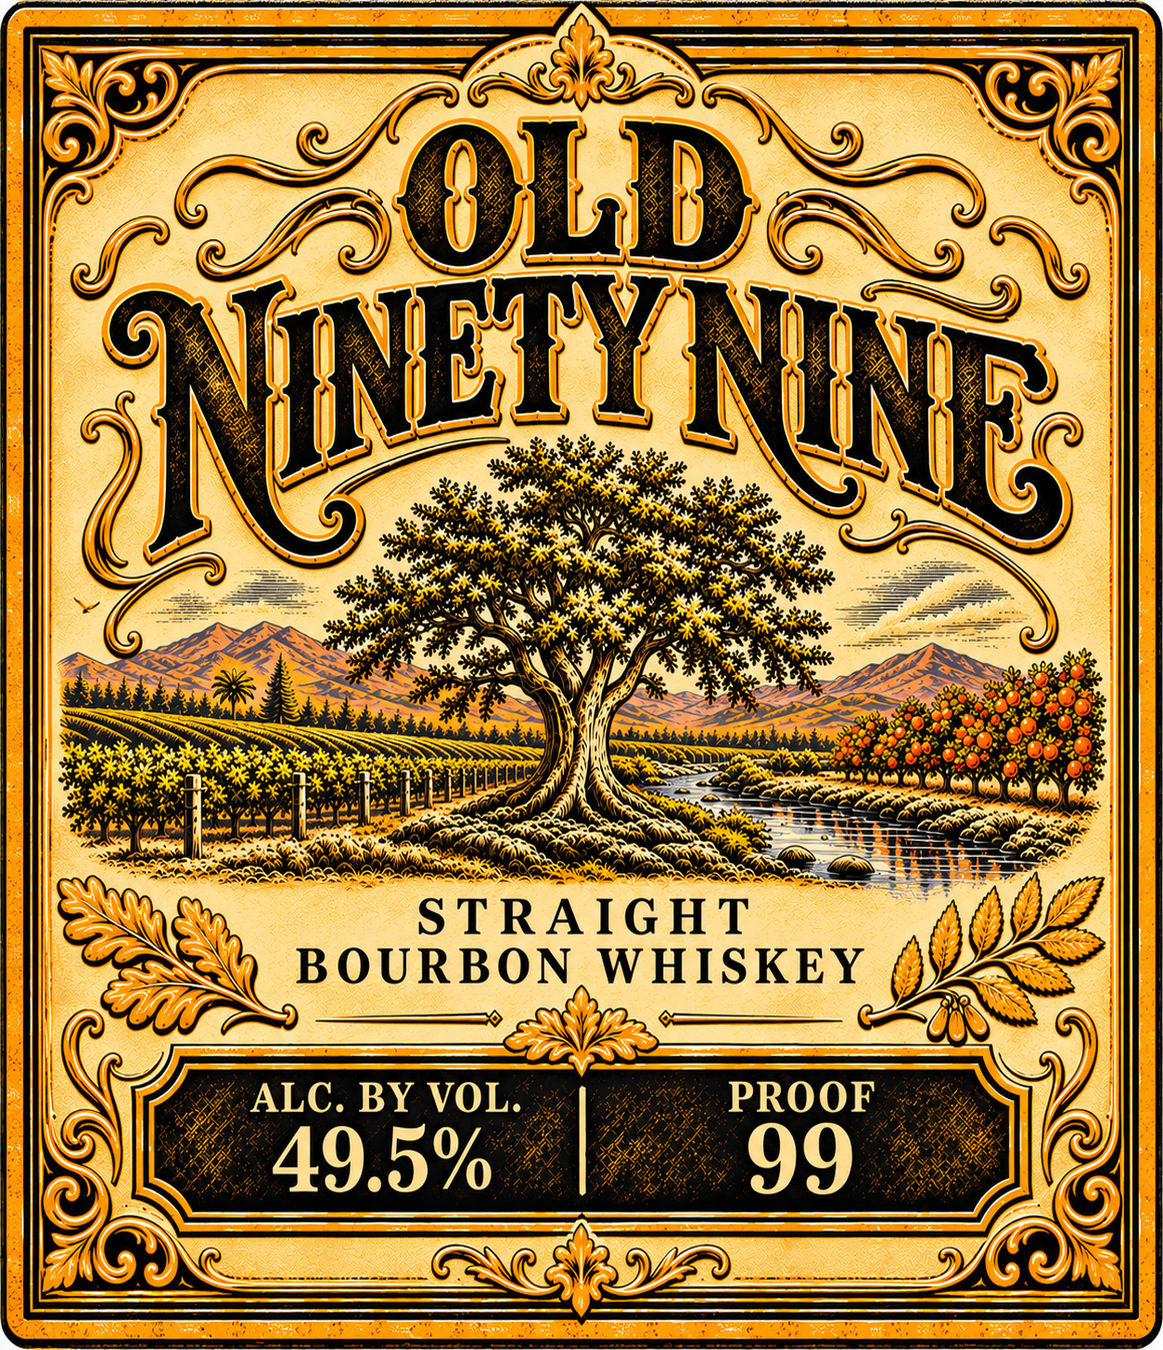 OLD
NINETY NINE
STRAIGHT
BOURBON WHISKEY
ALC. BY VOL.
49.5%
PROOF
99